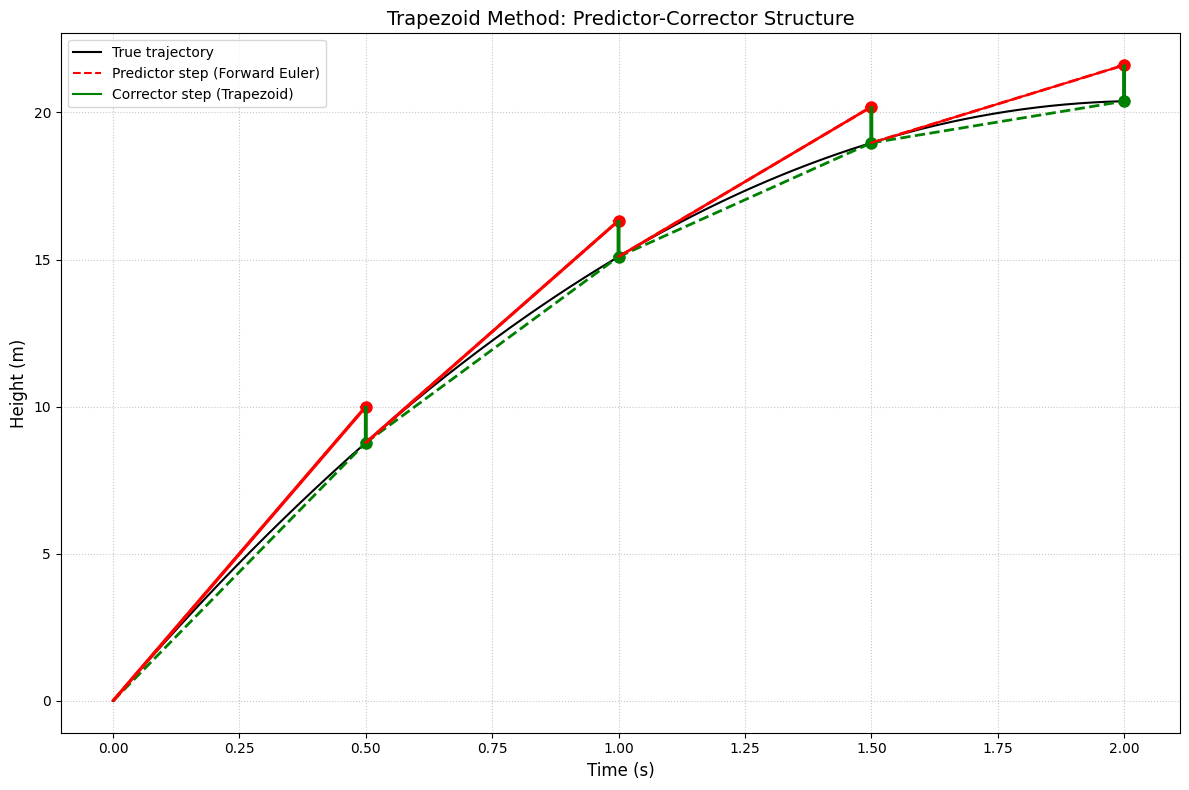 Trapezoid Method: Predictor-Corrector Structure
True trajectory
Predictor step (Forward Euler)
Corrector step (Trapezoid)
Height (m)
20
15
10
5
0
0.00 0.25 0.50 0.75 1.00 1.25 1.50 1.75 2.00
Time (s)